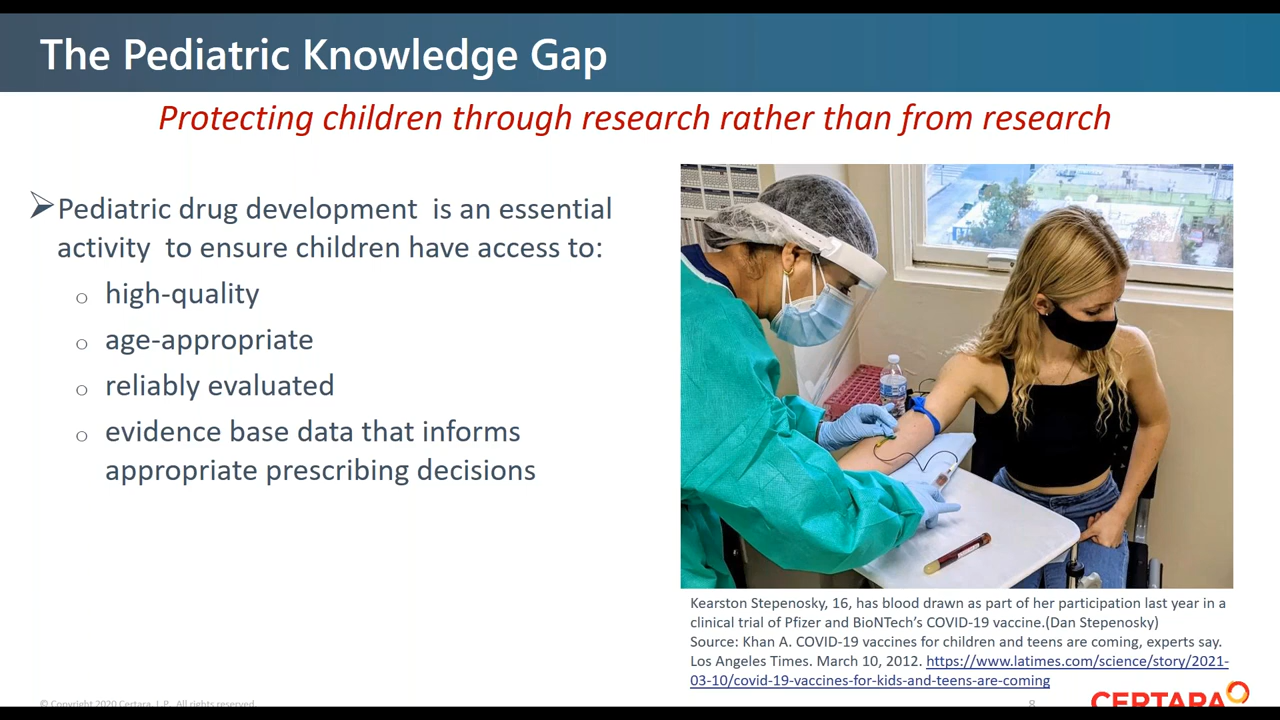 The Pediatric Knowledge Gap
Protecting children through research rather than from research
Pediatric drug development is an essential
activity to ensure children have access to:
high-quality
age-appropriate
reliably evaluated
evidence base data that informs
appropriate prescribing decisions
Kearston Stepenosky, 16, has blood drawn as part of her participation last year in a
clinical trial of Pfizer and BioNTech's COVID-19 vaccine.(Dan Stepenosky)
Source: Khan A. COVID-19 vaccines for children and teens are coming, experts say.
Los Angeles Times. March 10, 2012. https://www.latimes.com/science/story/2021-
03-10/covid-19-vaccines-for-kids-and-teens-are-coming
© Copyright 2020 Certara, L.P. All rights reserved.
8
CERTARA